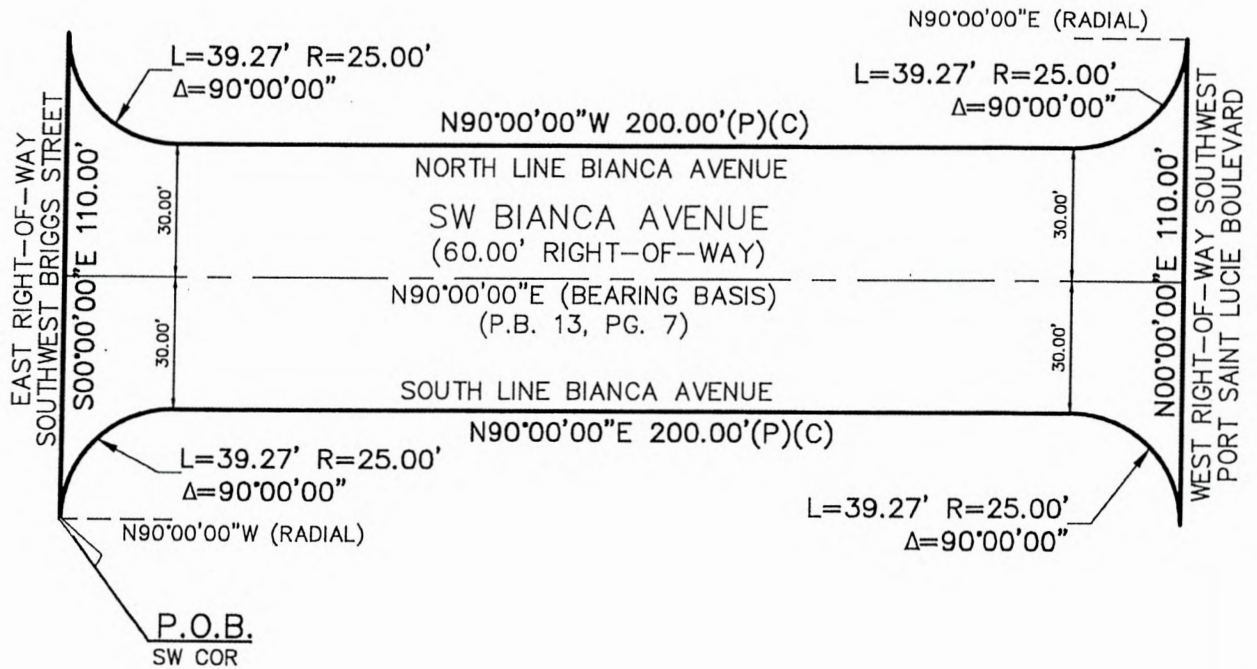 N90°00'00"E (RADIAL)
L=39.27' R=25.00'
Δ=90°00'00"
L=39.27' R=25.00'
Δ=90°00'00"
N90°00'00"W 200.00'(P)(C)
NORTH LINE BIANCA AVENUE
EAST RIGHT-OF-WAY
SOUTHWEST BRIGGS STREET
S00°00'00"E 110.00'
30.00'
30.00'
SW BIANCA AVENUE
(60.00' RIGHT-OF-WAY)
N90°00'00"E (BEARING BASIS)
(P.B. 13, PG. 7)
30.00'
30.00'
N00°00'00"E 110.00'
WEST RIGHT-OF-WAY SOUTHWEST
PORT SAINT LUCIE BOULEVARD
SOUTH LINE BIANCA AVENUE
N90°00'00"E 200.00'(P)(C)
L=39.27' R=25.00'
Δ=90°00'00"
L=39.27' R=25.00'
Δ=90°00'00"
N90°00'00"W (RADIAL)
P.O.B.
SW COR